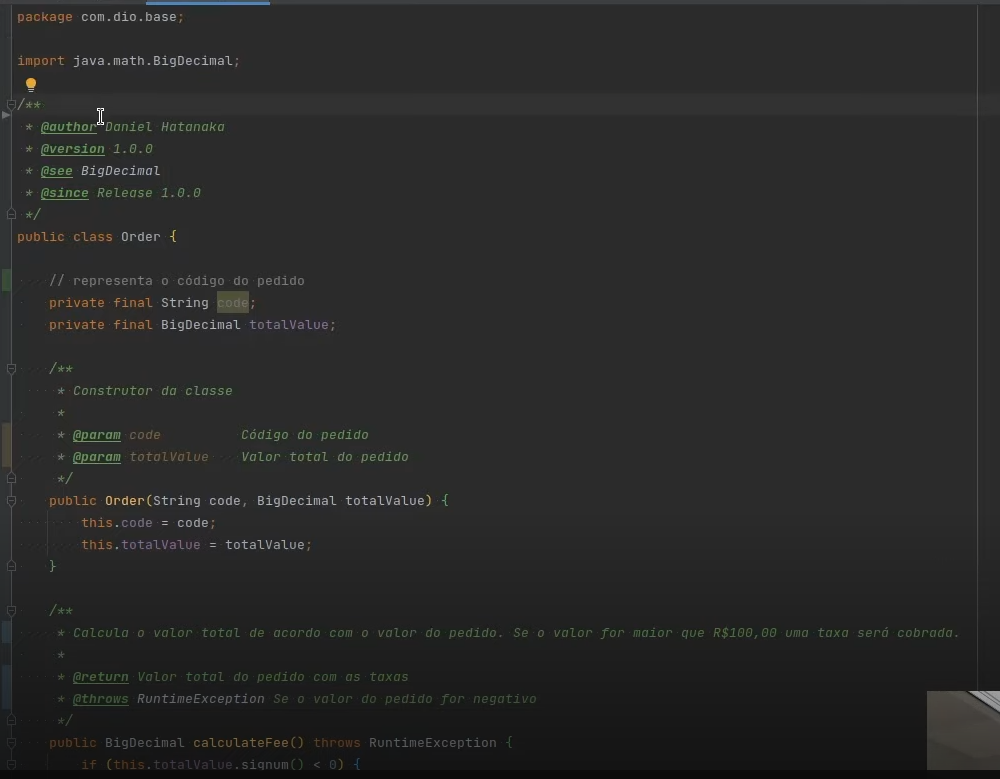 package com.dio.base;
import java.math.BigDecimal;
/**
* @author Daniel Hatanaka
* @version 1.0.0
* @see BigDecimal
* @since Release 1.0.0
*/
public class Order {
// representa o código do pedido
private final String code;
private final BigDecimal totalValue;
/**
* Construtor da classe
*
* @param code Código do pedido
* @param totalValue Valor total do pedido
*/
public Order(String code, BigDecimal totalValue) {
this.code = code;
this.totalValue = totalValue;
}
/**
* Calcula o valor total de acordo com o valor do pedido. Se o valor for maior que R$100,00 uma taxa será cobrada.
*
* @return Valor total do pedido com as taxas
* @throws RuntimeException Se o valor do pedido for negativo
*/
public BigDecimal calculateFee() throws RuntimeException {
if (this.totalValue.signum() < 0) {